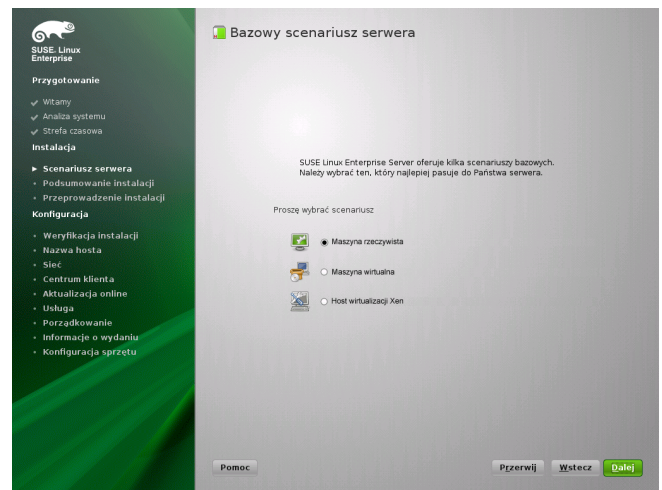 SUSE. Linux
Enterprise
Przygotowanie
Witamy
Analiza systemu
Strefa czasowa
Instalacja
Scenariusz serwera
Podsumowanie instalacji
Przeprowadzenie instalacji
Konfiguracja
Weryfikacja instalacji
Nazwa hosta
Sieć
Centrum klienta
Aktualizacja online
Usługa
Porządkowanie
Informacje o wydaniu
Konfiguracja sprzętu
Bazowy scenariusz serwera
SUSE Linux Enterprise Server oferuje kilka scenariuszy bazowych.
Należy wybrać ten, który najlepiej pasuje do Państwa serwera.
Proszę wybrać scenariusz
Maszyna rzeczywista
Maszyna wirtualna
Host wirtualizacji Xen
Pomoc
Przerwij
Wstecz
Dalej